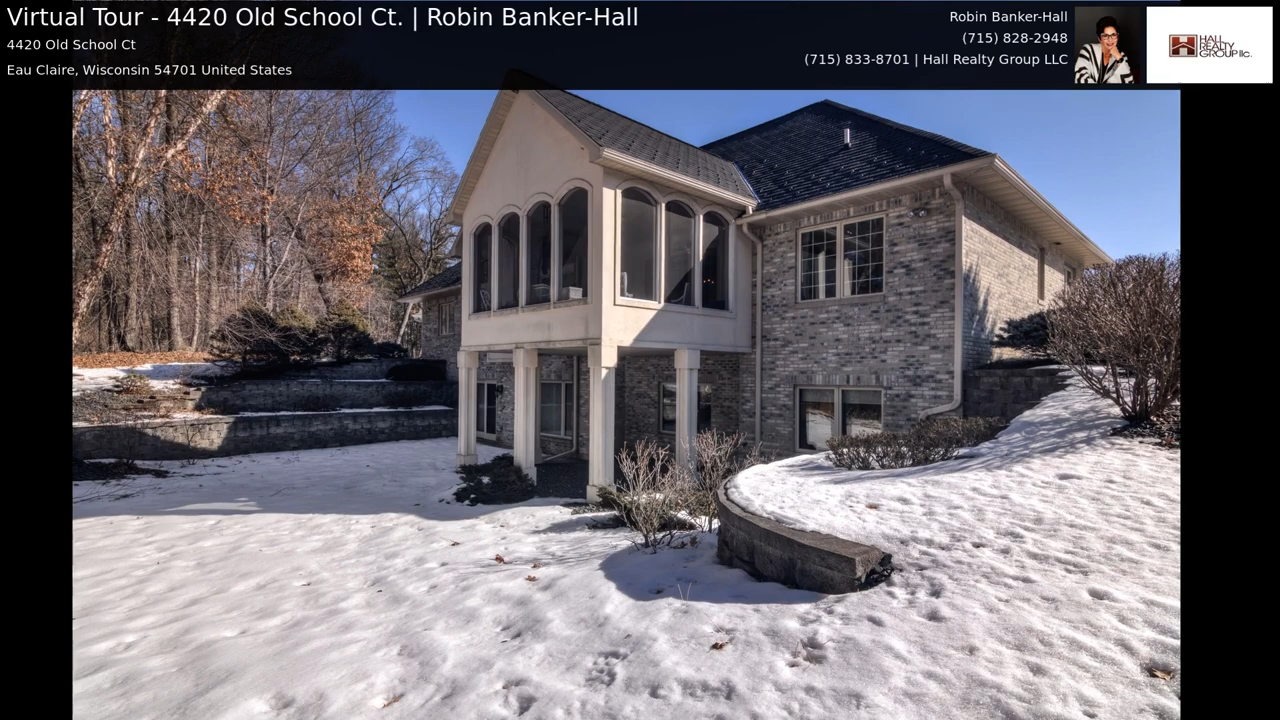 Virtual Tour - 4420 Old School Ct. | Robin Banker-Hall
4420 Old School Ct
Eau Claire, Wisconsin 54701 United States
Robin Banker-Hall
(715) 828-2948
(715) 833-8701 | Hall Realty Group LLC
HALL
REALTY
GROUP llc.